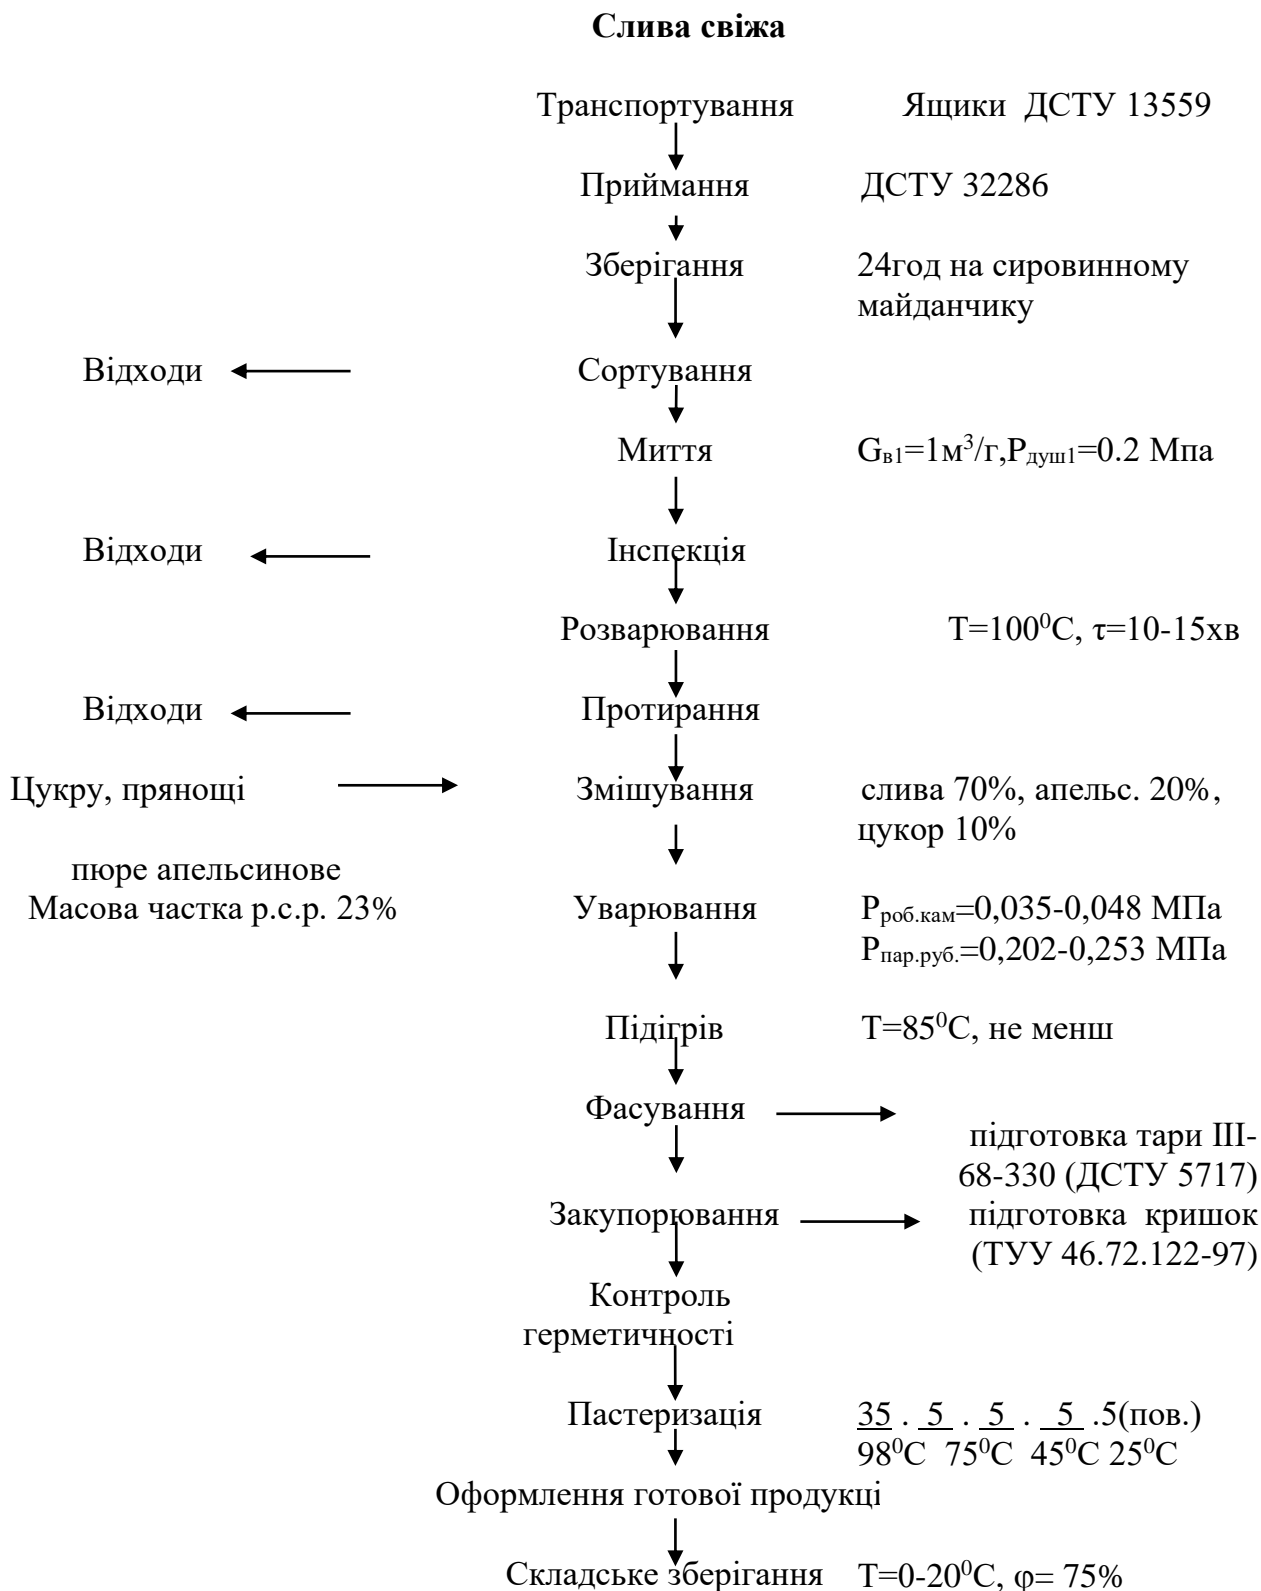 Слива свіжа
Транспортування Ящики ДСТУ 13559
Приймання ДСТУ 32286
Зберігання 24год на сировинному
майданчику
Відходи Сортування
Миття Gв1=1м³/г,Pдуш1=0.2 Мпа
Відходи Інспекція
Розварювання Т=100⁰С, τ=10-15хв
Відходи Протирання
Цукру, прянощі Змішування слива 70%, апельс. 20%,
цукор 10%
пюре апельсинове
Масова частка р.с.р. 23% Уварювання Рроб.кам=0,035-0,048 МПа
Рпар.руб.=0,202-0,253 МПа
Підігрів Т=85⁰С, не менш
Фасування
підготовка тари ІІІ-
68-330 (ДСТУ 5717)
Закупорювання підготовка кришок
(ТУУ 46.72.122-97)
Контроль
герметичності
Пастеризація 35 . 5 . 5 . 5 .5(пов.)
98⁰С 75⁰С 45⁰С 25⁰С
Оформлення готової продукці
Складське зберігання Т=0-20⁰С, φ= 75%